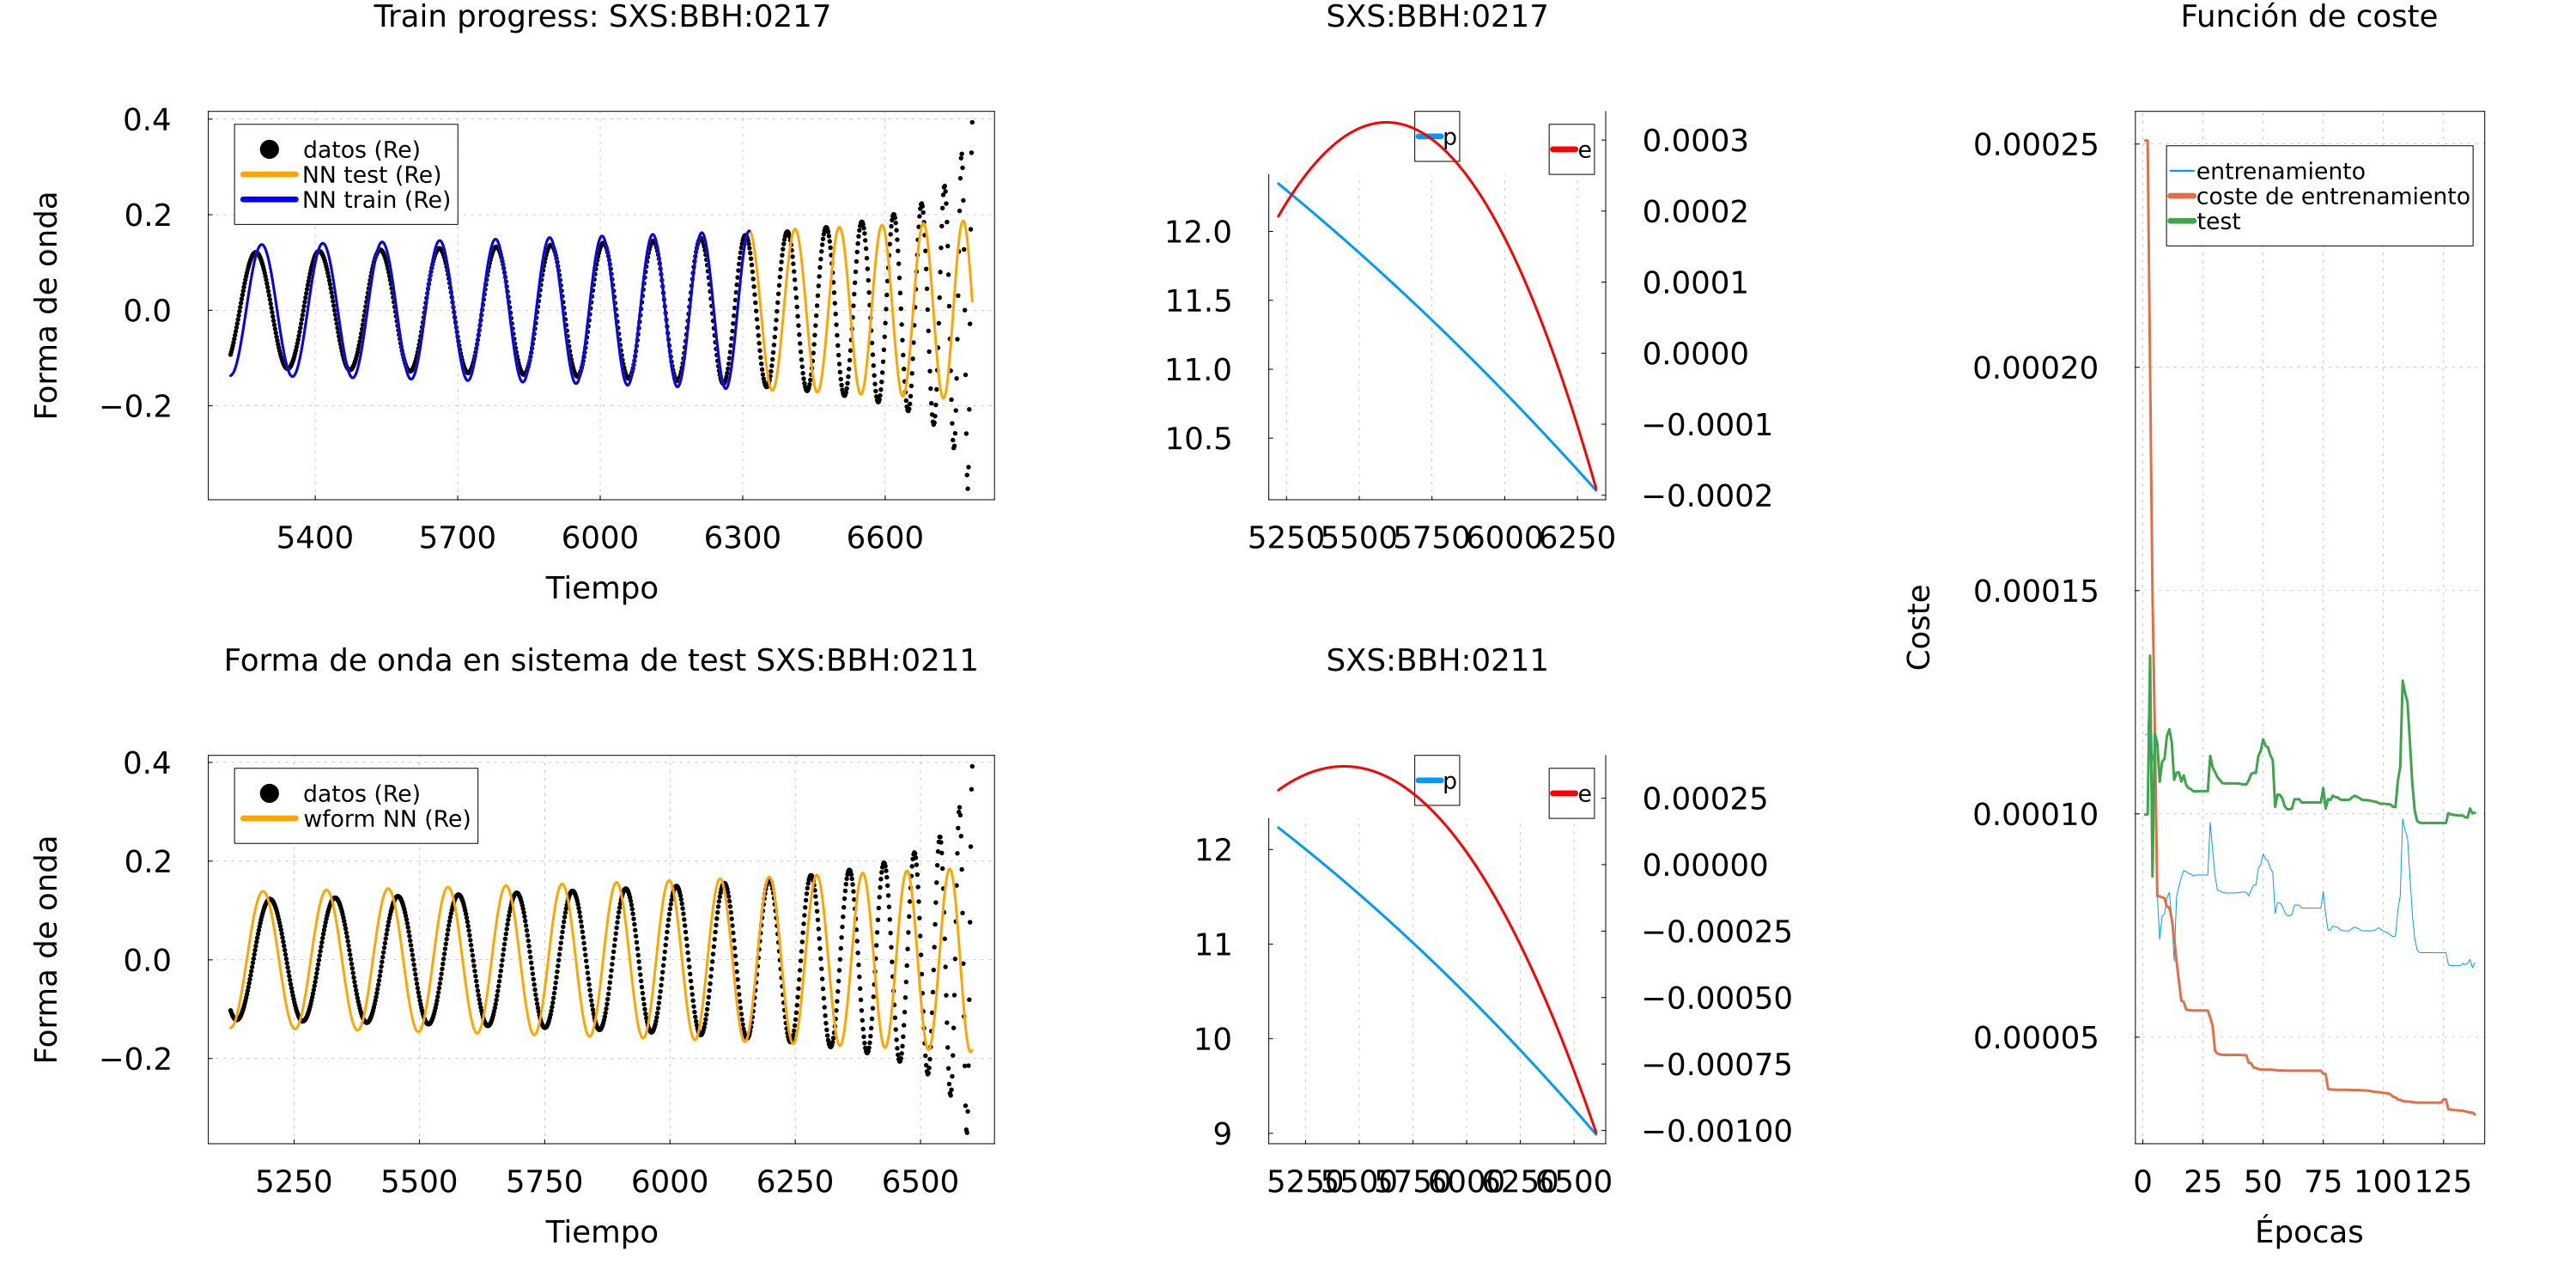 Train progress: SXS:BBH:0217
0.4
0.2
0.0
−0.2
Forma de onda
datos (Re)
NN test (Re)
NN train (Re)
5400 5700 6000 6300 6600
Tiempo
SXS:BBH:0217
12.0
11.5
11.0
10.5
p
e
0.0003
0.0002
0.0001
0.0000
−0.0001
−0.0002
5250 5500 5750 6000 6250
Forma de onda en sistema de test SXS:BBH:0211
0.4
0.2
0.0
−0.2
Forma de onda
datos (Re)
wform NN (Re)
5250 5500 5750 6000 6250 6500
Tiempo
SXS:BBH:0211
12
11
10
9
p
e
0.00025
0.00000
−0.00025
−0.00050
−0.00075
−0.00100
5250 5500 5750 6000 6250 6500
Función de coste
0.00025
0.00020
0.00015
0.00010
0.00005
Coste
entrenamiento
coste de entrenamiento
test
0 25 50 75 100 125
Épocas